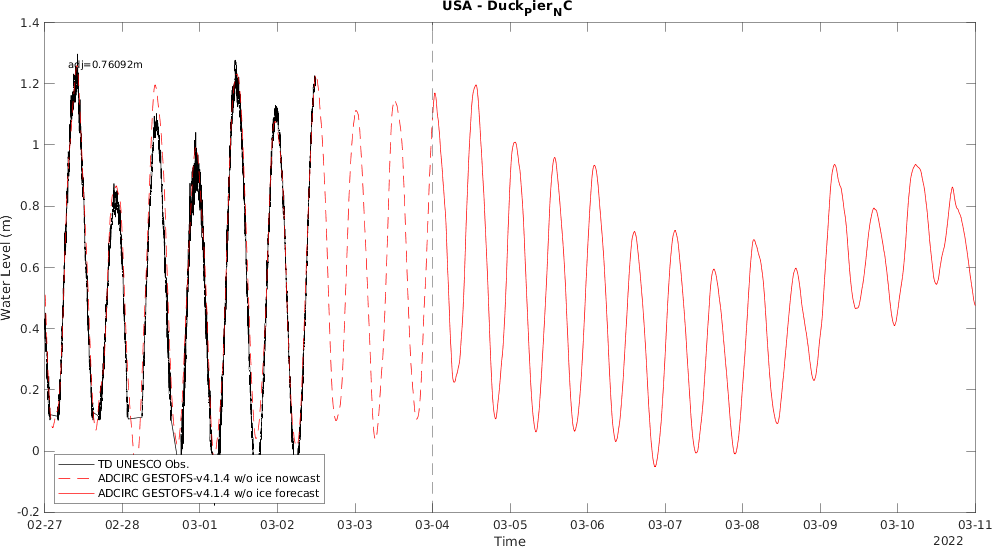 USA - DuckPierNC
1.4
adj=0.76092m
1.2
1
0.8
0.6
0.4
0.2
0
-0.2
Water Level (m)
TD UNESCO Obs.
ADCIRC GESTOFS-v4.1.4 w/o ice nowcast
ADCIRC GESTOFS-v4.1.4 w/o ice forecast
02-27 02-28 03-01 03-02 03-03 03-04 03-05 03-06 03-07 03-08 03-09 03-10 03-11
Time
2022